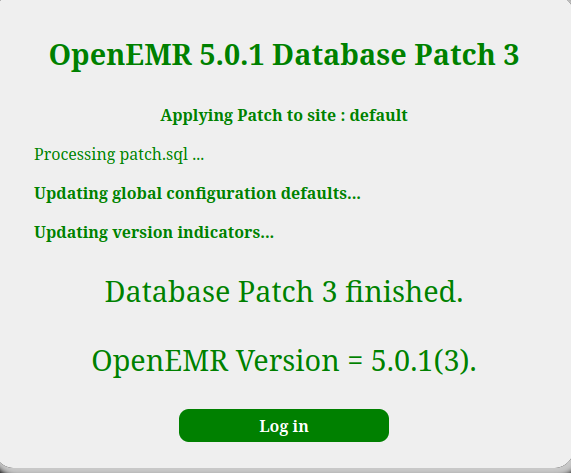 OpenEMR 5.0.1 Database Patch 3
Applying Patch to site : default
Processing patch.sql ...
Updating global configuration defaults...
Updating version indicators...
Database Patch 3 finished.
OpenEMR Version = 5.0.1(3).
Log in